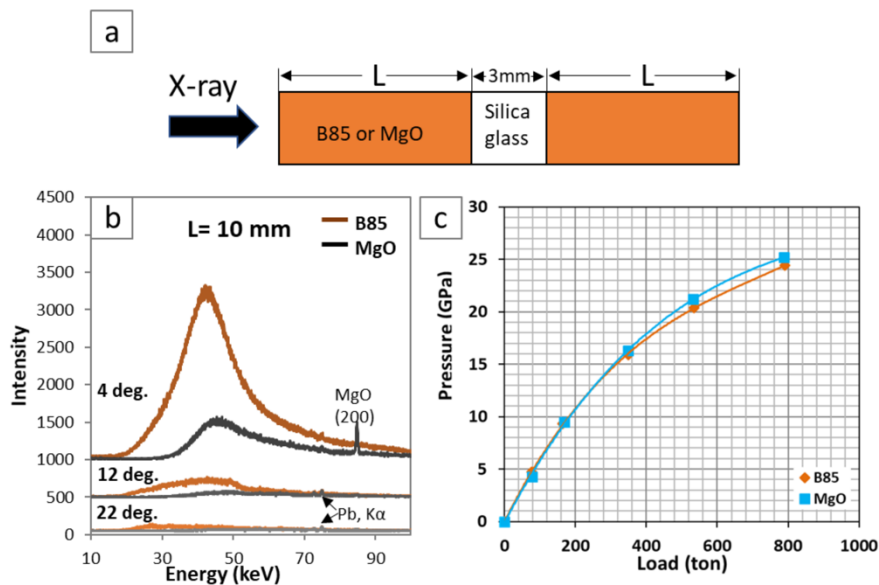 a
X-ray
L
3mm
L
B85 or MgO
Silica
glass
b
L= 10 mm
B85
MgO
4500
4000
3500
3000
2500
2000
1500
1000
500
0
Intensity
4 deg.
MgO
(200)
12 deg.
22 deg.
Pb, Kα
10
30
50
70
90
Energy (keV)
c
30
25
20
15
10
5
0
Pressure (GPa)
B85
MgO
0
200
400
600
800
1000
Load (ton)